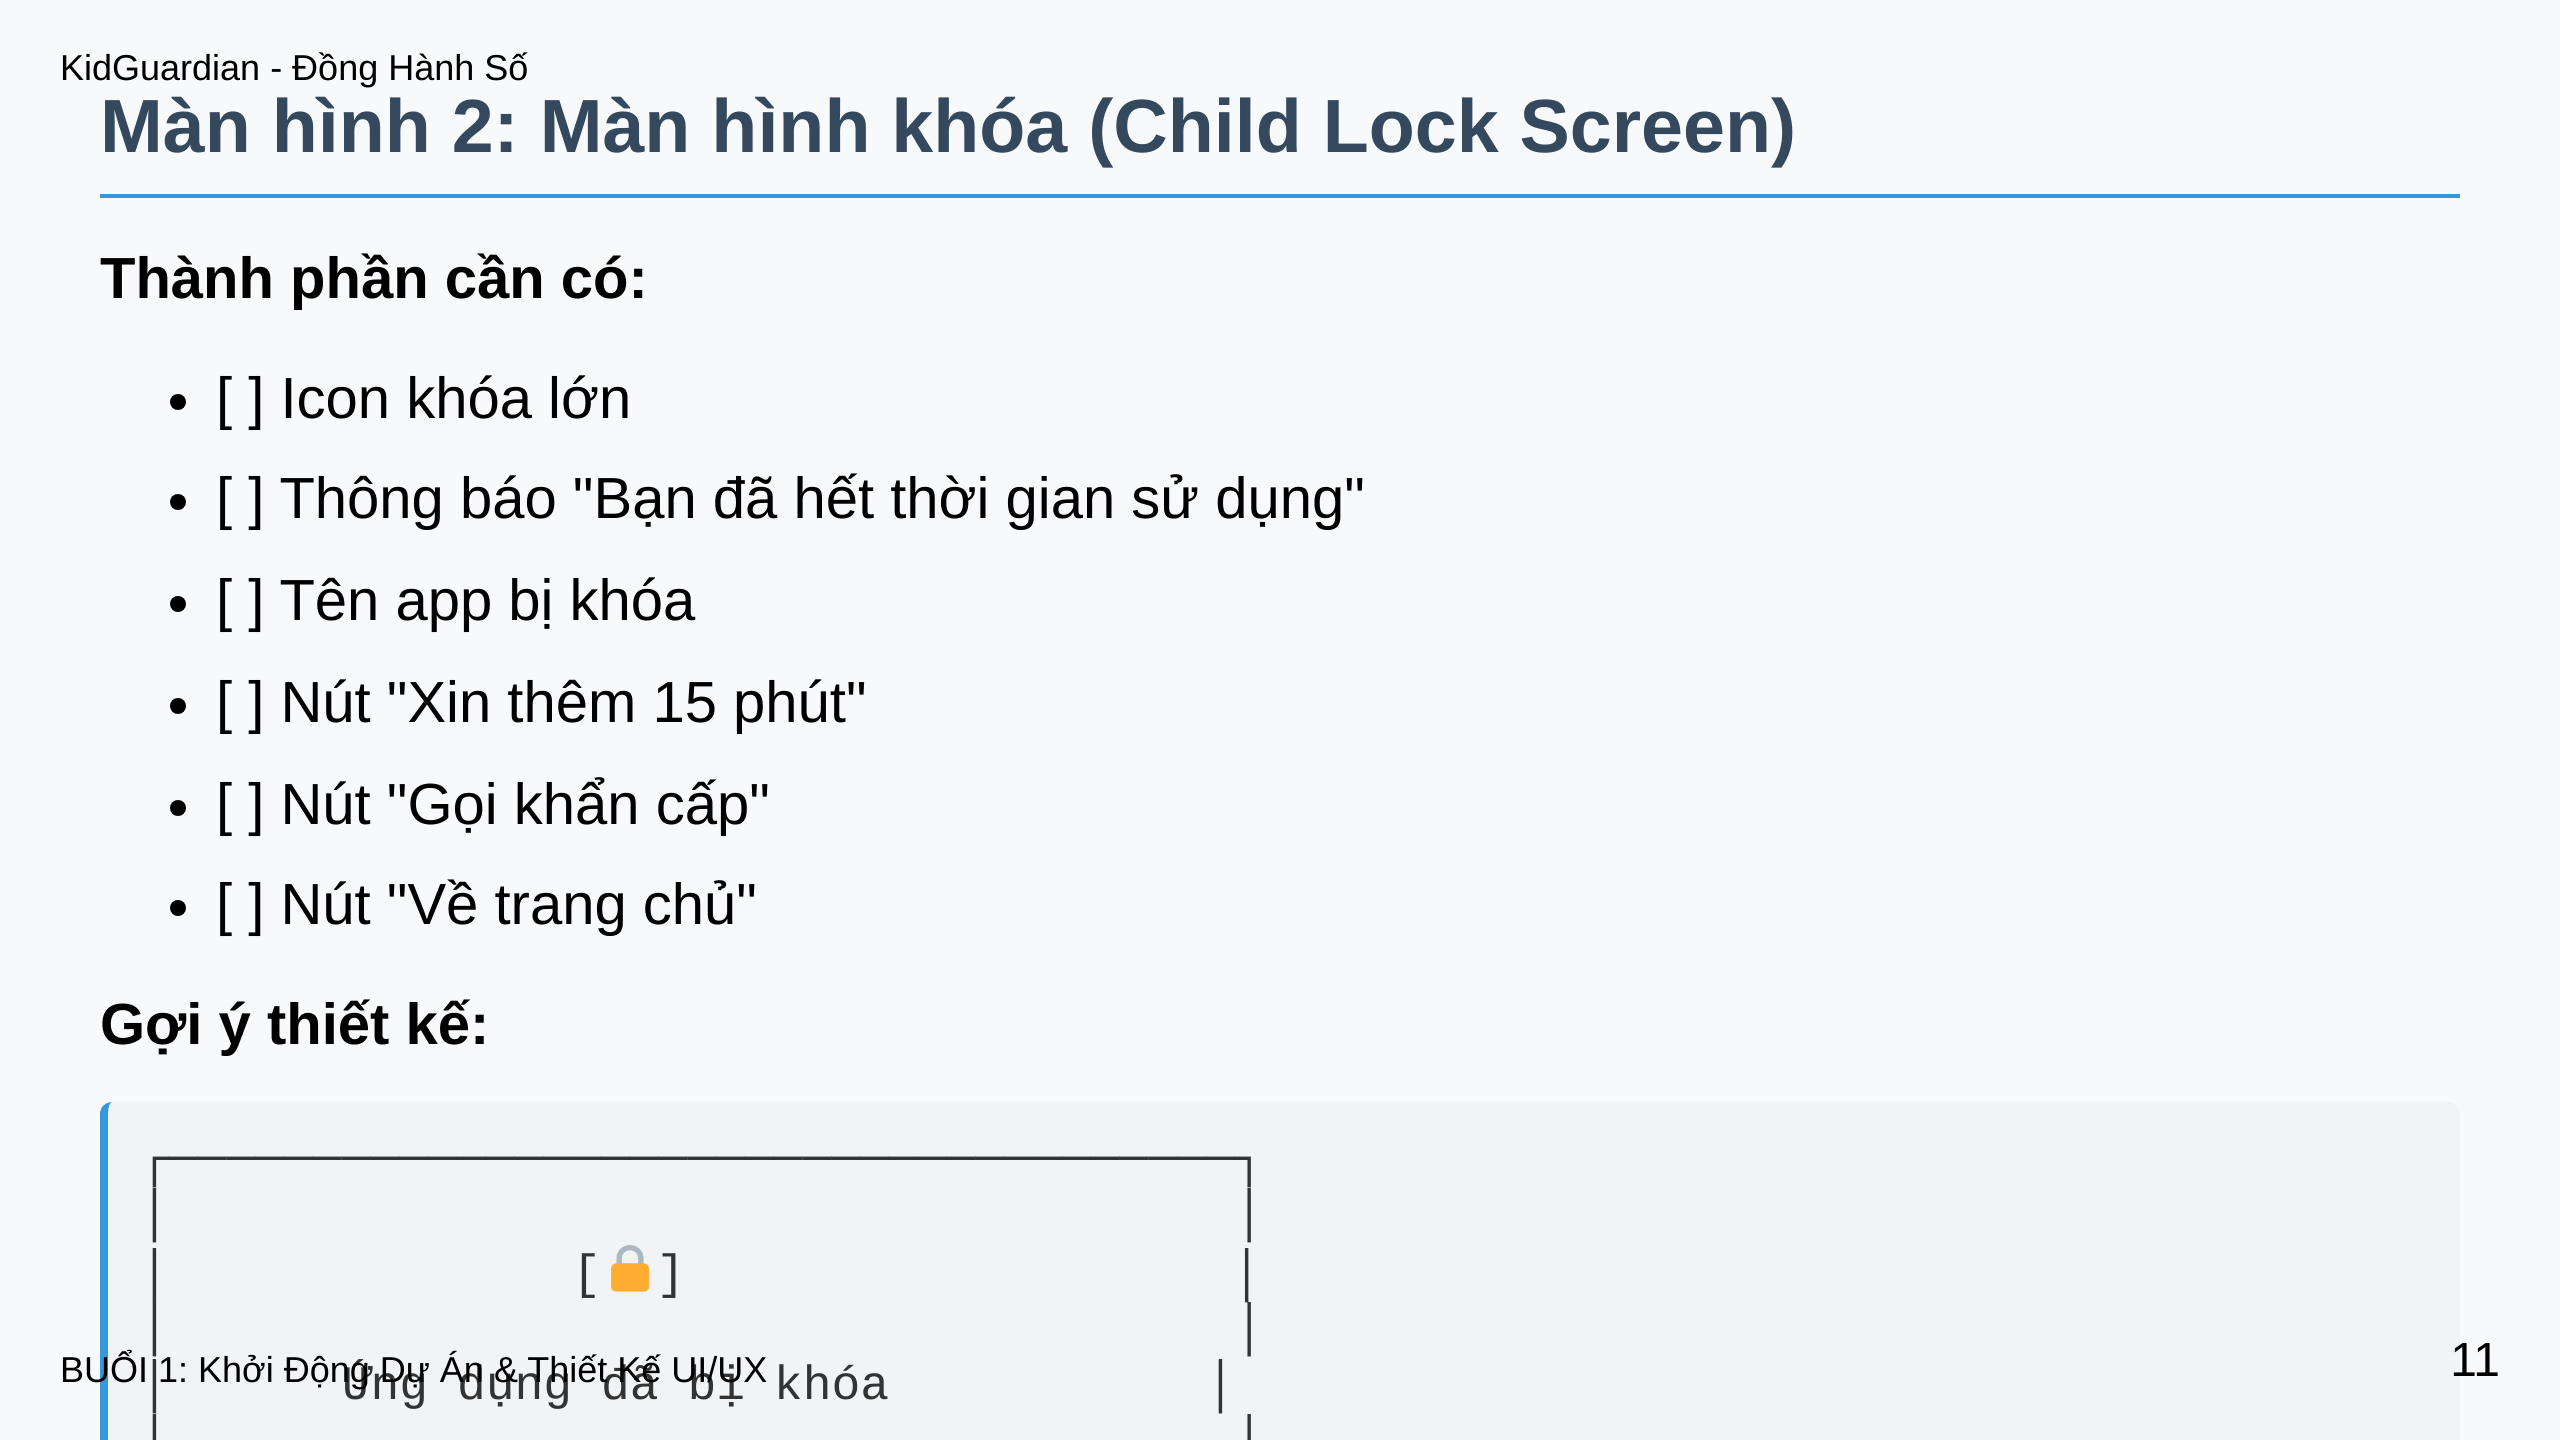 KidGuardian - Đồng Hành Số
Màn hình 2: Màn hình khóa (Child Lock Screen)
Thành phần cần có:
• [ ] Icon khóa lớn
• [ ] Thông báo "Bạn đã hết thời gian sử dụng"
• [ ] Tên app bị khóa
• [ ] Nút "Xin thêm 15 phút"
• [ ] Nút "Gọi khẩn cấp"
• [ ] Nút "Về trang chủ"
Gợi ý thiết kế:
[🔒]
Ứng dụng đã bị khóa
BUỔI 1: Khởi Động Dự Án & Thiết Kế UI/UX
11